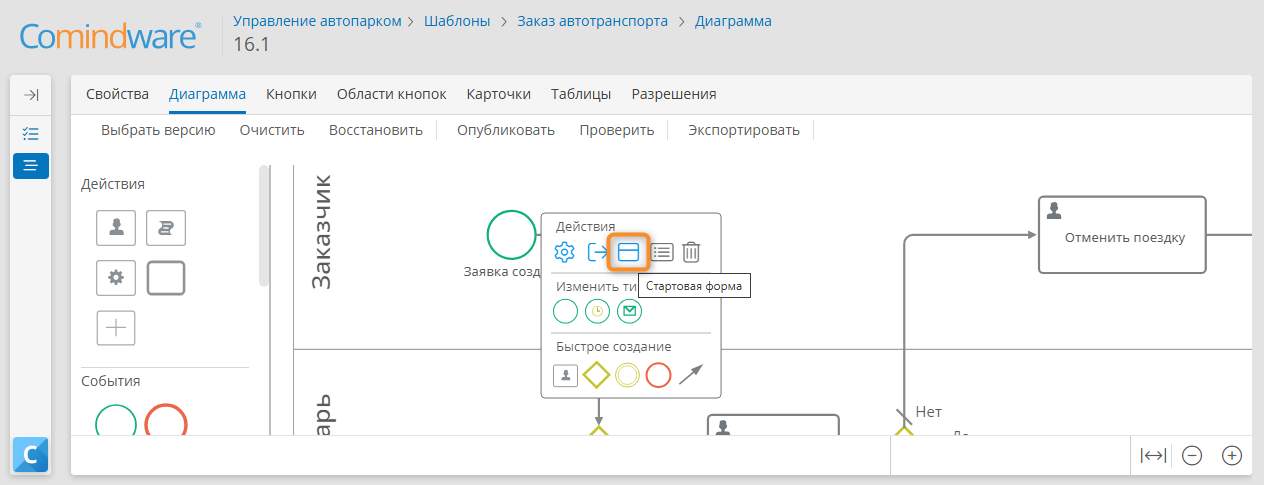 Comindware®
Управление автопарком > Шаблоны > Заказ автотранспорта > Диаграмма
16.1
Свойства Диаграмма Кнопки Области кнопок Карточки Таблицы Разрешения
Выбрать версию Очистить Восстановить Опубликовать Проверить Экспортировать
Действия
События
Заказчик
Заявка созд
Действия
Стартовая форма
Изменить ти
Быстрое создание
Отменить поездку
арь
Нет
C